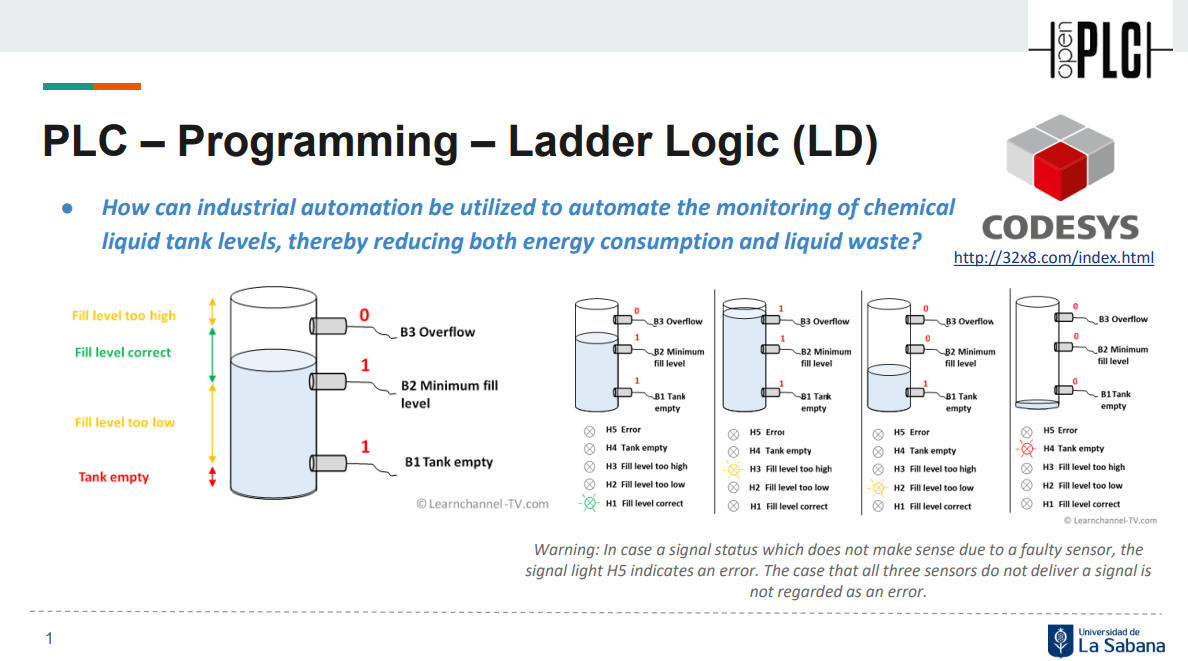 open PLC
PLC – Programming – Ladder Logic (LD)
● How can industrial automation be utilized to automate the monitoring of chemical
liquid tank levels, thereby reducing both energy consumption and liquid waste?
CODESYS
http://32x8.com/index.html
Fill level too high
Fill level correct
Fill level too low
Tank empty
0
B3 Overflow
1
B2 Minimum fill
level
1
B1 Tank empty
© Learnchannel-TV.com
0
B3 Overflow
1
B2 Minimum
fill level
1
B1 Tank
empty
H5 Error
H4 Tank empty
H3 Fill level too high
H2 Fill level too low
H1 Fill level correct
1
B3 Overflow
1
B2 Minimum
fill level
1
B1 Tank
empty
H5 Error
H4 Tank empty
H3 Fill level too high
H2 Fill level too low
H1 Fill level correct
0
B3 Overflow
0
B2 Minimum
fill level
1
B1 Tank
empty
H5 Error
H4 Tank empty
H3 Fill level too high
H2 Fill level too low
H1 Fill level correct
0
B3 Overflow
0
B2 Minimum
fill level
0
B1 Tank
empty
H5 Error
H4 Tank empty
H3 Fill level too high
H2 Fill level too low
H1 Fill level correct
© Learnchannel-TV.com
Warning: In case a signal status which does not make sense due to a faulty sensor, the
signal light H5 indicates an error. The case that all three sensors do not deliver a signal is
not regarded as an error.
1
Universidad de
La Sabana